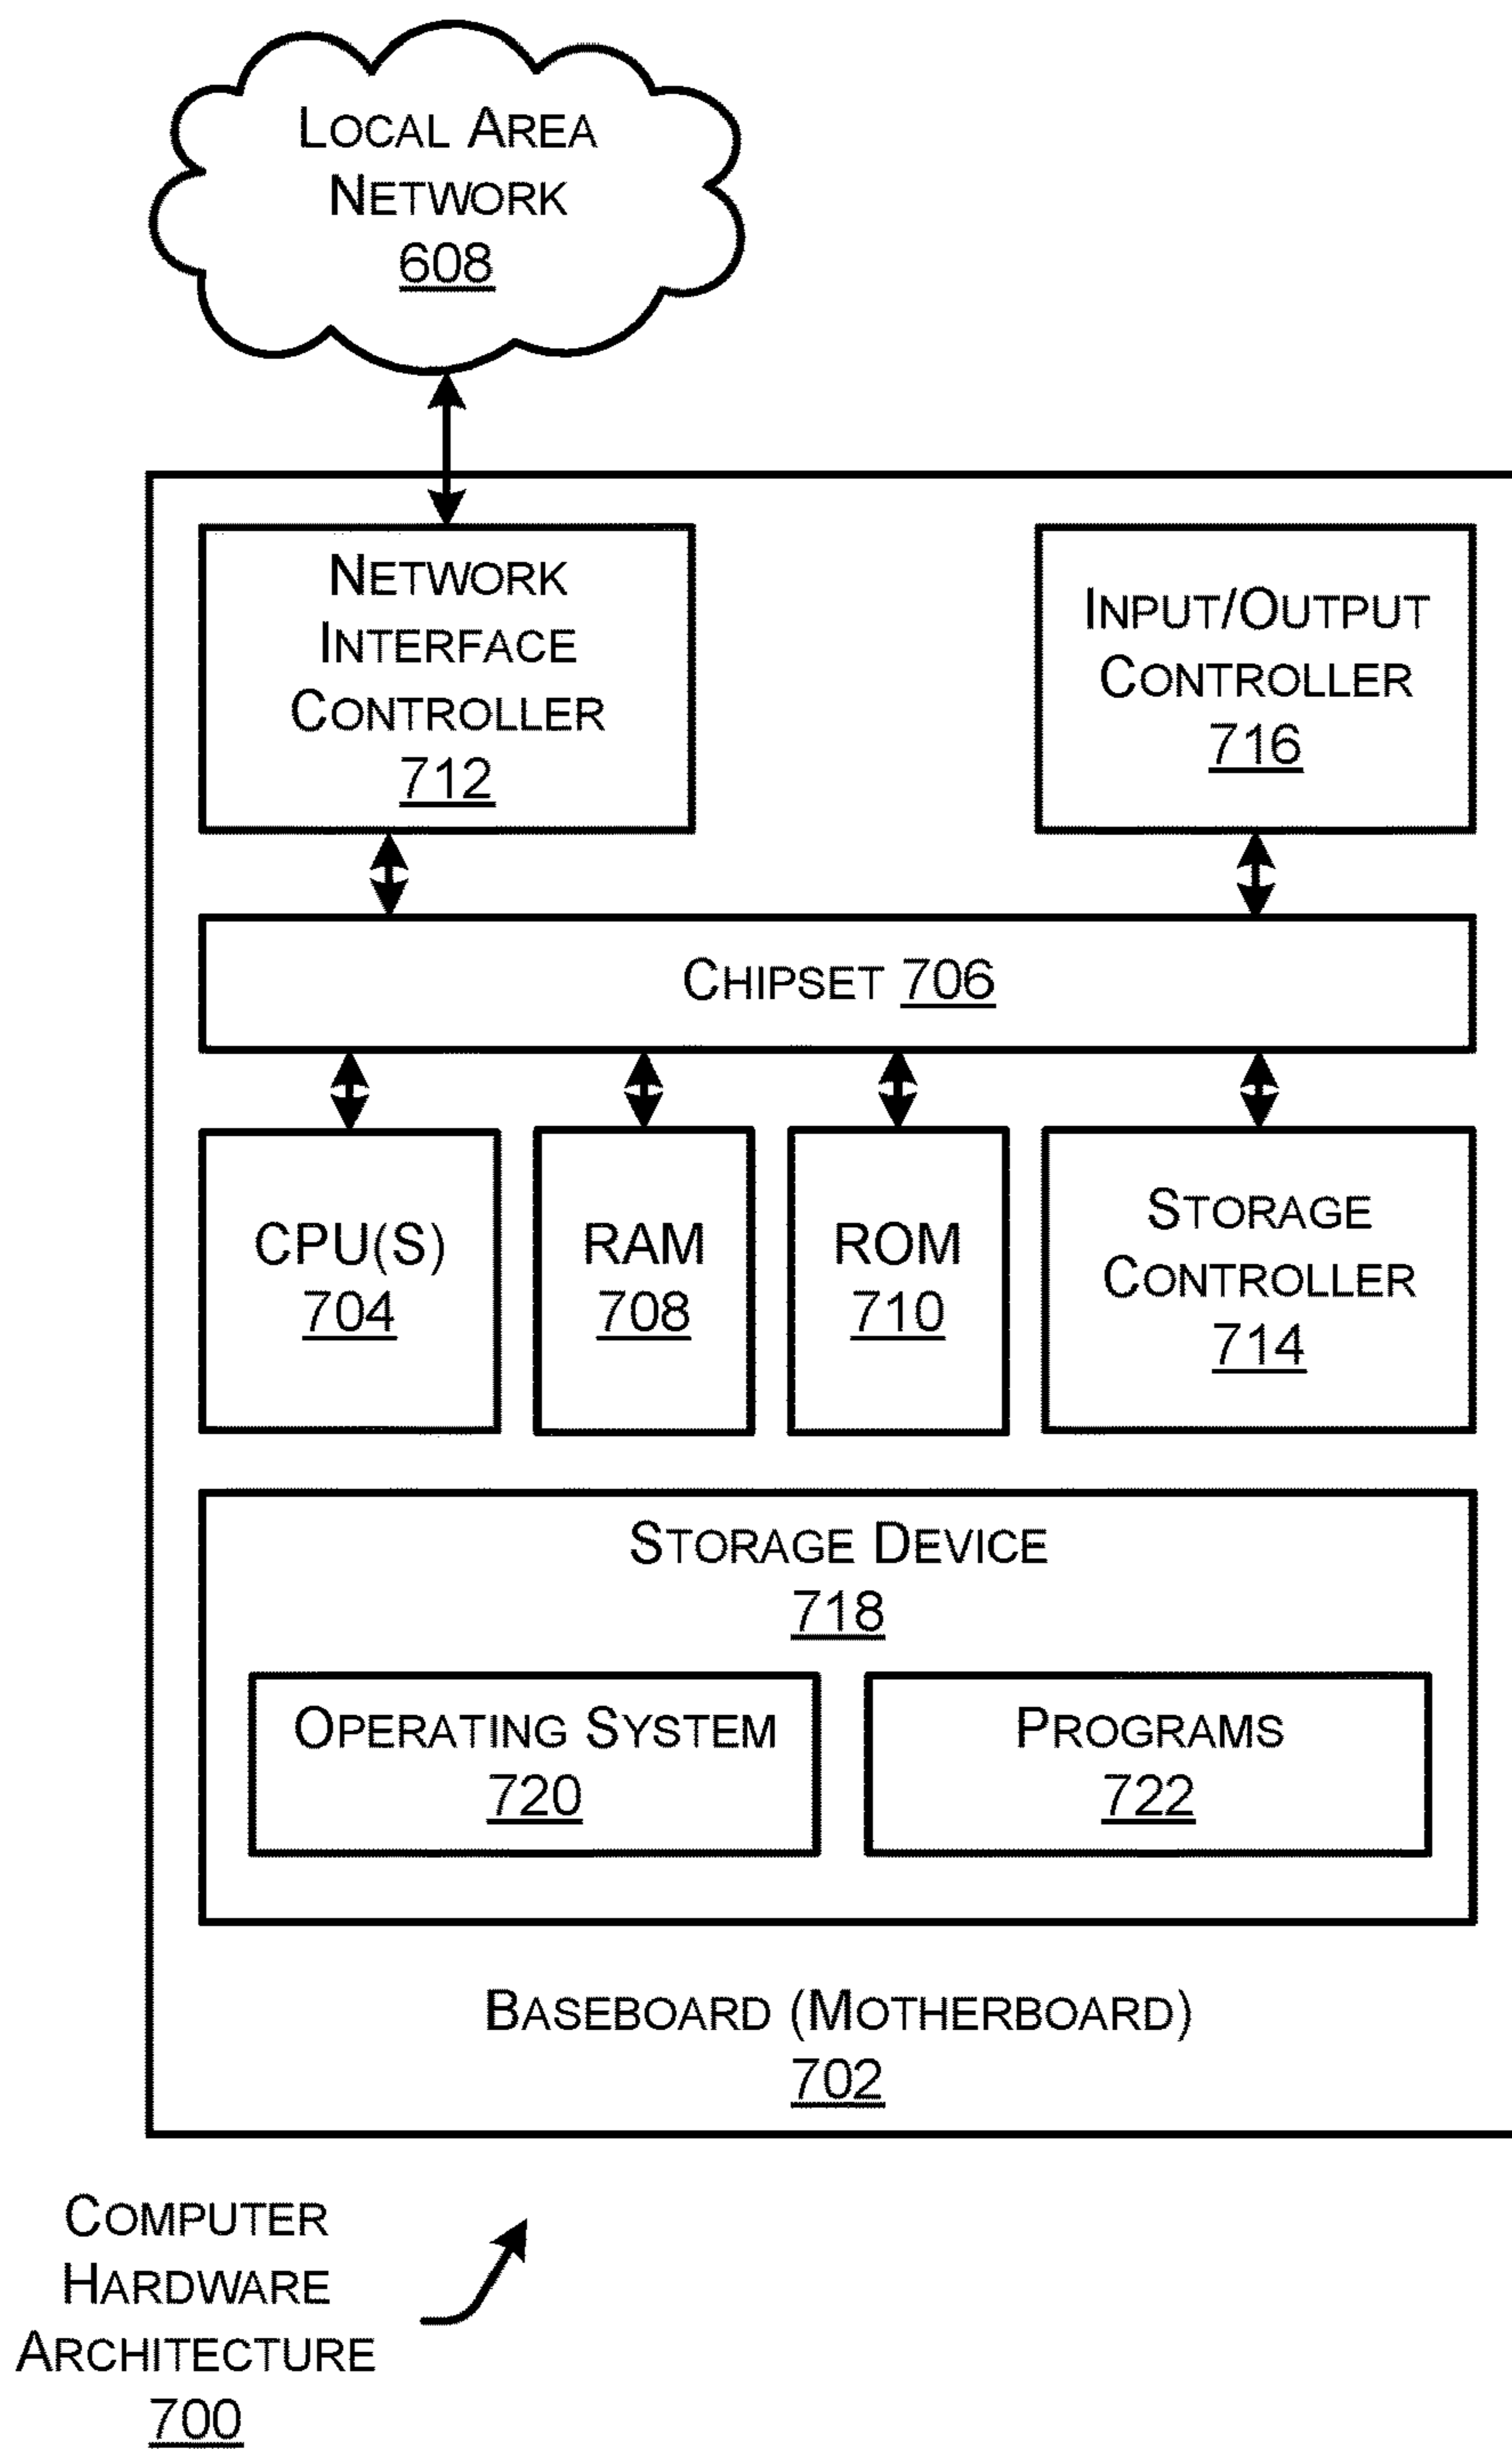 LOCAL AREA
NETWORK
608
NETWORK
INTERFACE
CONTROLLER
712
INPUT/OUTPUT
CONTROLLER
716
CHIPSET 706
CPU(S)
704
RAM
708
ROM
710
STORAGE
CONTROLLER
714
STORAGE DEVICE
718
OPERATING SYSTEM
720
PROGRAMS
722
BASEBOARD (MOTHERBOARD)
702
COMPUTER
HARDWARE
ARCHITECTURE
700